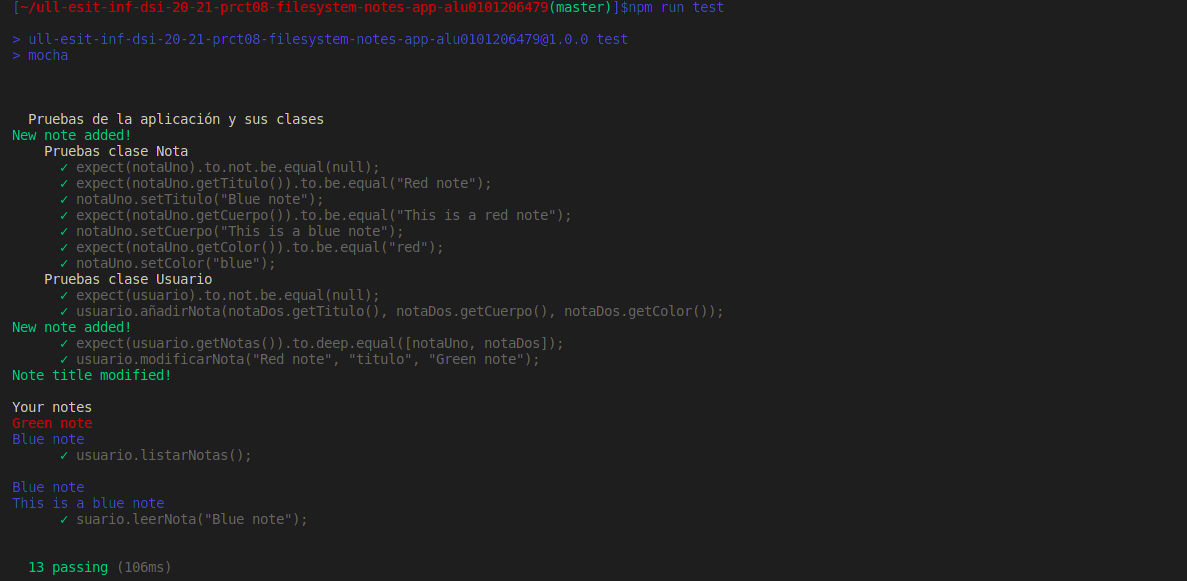 [~/ull-esit-inf-dsi-20-21-prct08-filesystem-notes-app-alu0101206479(master)]$npm run test
> ull-esit-inf-dsi-20-21-prct08-filesystem-notes-app-alu0101206479@1.0.0 test
> mocha
Pruebas de la aplicación y sus clases
New note added!
Pruebas clase Nota
✓ expect(notaUno).to.not.be.equal(null);
✓ expect(notaUno.getTitulo()).to.be.equal("Red note");
✓ notaUno.setTitulo("Blue note");
✓ expect(notaUno.getCuerpo()).to.be.equal("This is a red note");
✓ notaUno.setCuerpo("This is a blue note");
✓ expect(notaUno.getColor()).to.be.equal("red");
✓ notaUno.setColor("blue");
Pruebas clase Usuario
✓ expect(usuario).to.not.be.equal(null);
✓ usuario.añadirNota(notaDos.getTitulo(), notaDos.getCuerpo(), notaDos.getColor());
New note added!
✓ expect(usuario.getNotas()).to.deep.equal([notaUno, notaDos]);
✓ usuario.modificarNota("Red note", "titulo", "Green note");
Note title modified!
Your notes
Green note
Blue note
✓ usuario.listarNotas();
Blue note
This is a blue note
✓ suario.leerNota("Blue note");
13 passing (106ms)